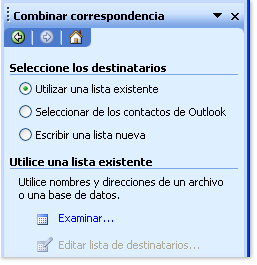 Combinar correspondencia
Seleccione los destinatarios
Utilizar una lista existente
Seleccionar de los contactos de Outlook
Escribir una lista nueva
Utilice una lista existente
Utilice nombres y direcciones de un archivo
o una base de datos.
Examinar...
Editar lista de destinatarios...